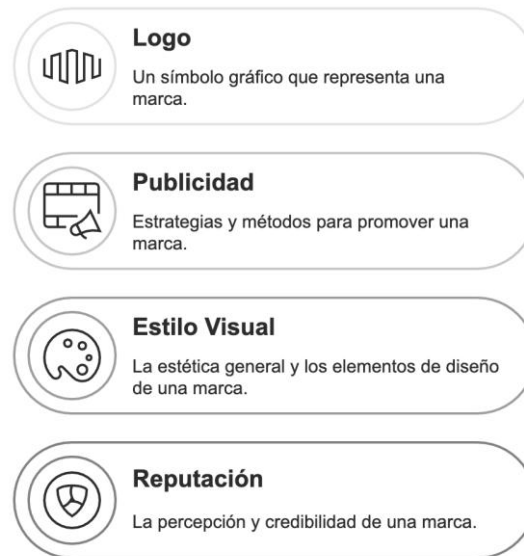 Logo
Un símbolo gráfico que representa una
marca.
Publicidad
Estrategias y métodos para promover una
marca.
Estilo Visual
La estética general y los elementos de diseño
de una marca.
Reputación
La percepción y credibilidad de una marca.